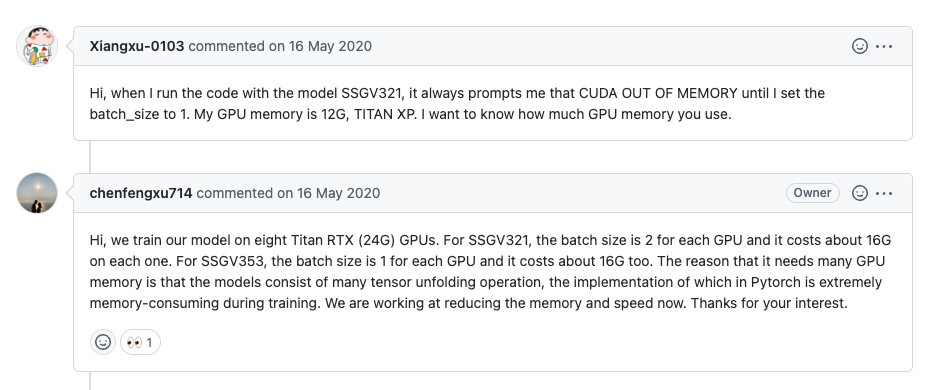 Xiangxu-0103 commented on 16 May 2020
Hi, when I run the code with the model SSGV321, it always prompts me that CUDA OUT OF MEMORY until I set the
batch_size to 1. My GPU memory is 12G, TITAN XP. I want to know how much GPU memory you use.
chenfengxu714 commented on 16 May 2020 Owner
Hi, we train our model on eight Titan RTX (24G) GPUs. For SSGV321, the batch size is 2 for each GPU and it costs about 16G
on each one. For SSGV353, the batch size is 1 for each GPU and it costs about 16G too. The reason that it needs many GPU
memory is that the models consist of many tensor unfolding operation, the implementation of which in Pytorch is extremely
memory-consuming during training. We are working at reducing the memory and speed now. Thanks for your interest.
👀 1